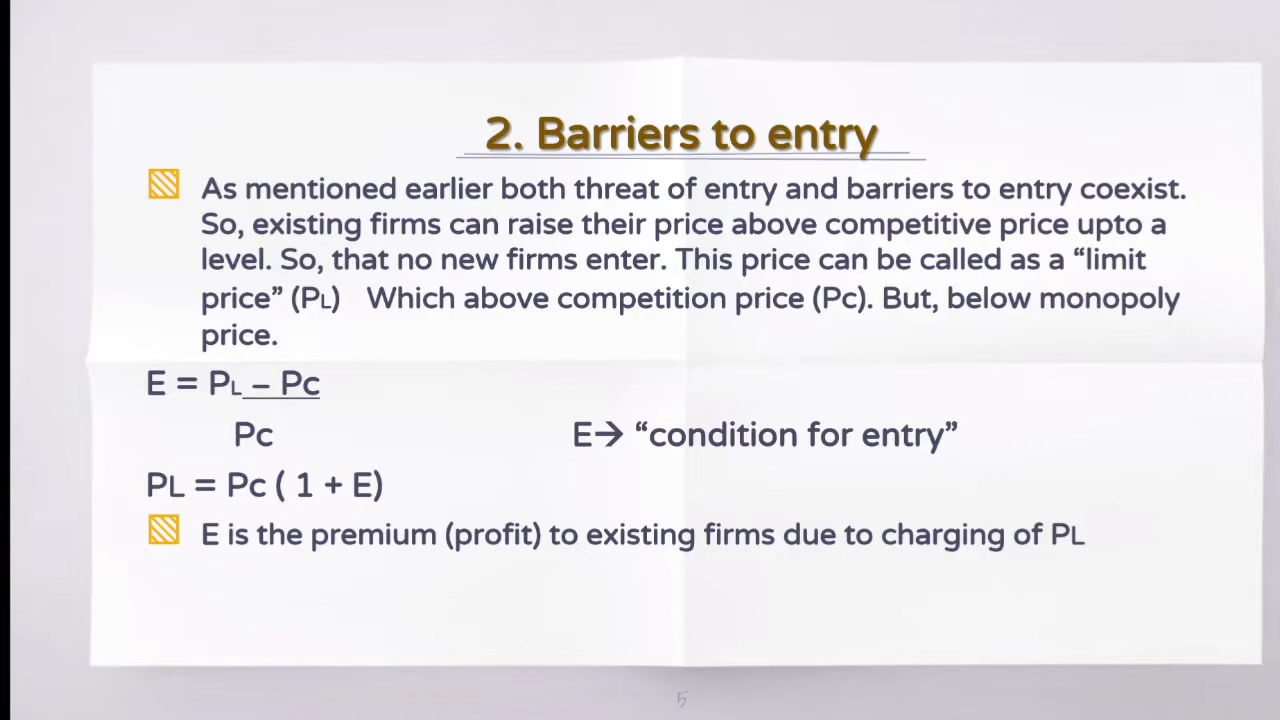 2. Barriers to entry
As mentioned earlier both threat of entry and barriers to entry coexist.
So, existing firms can raise their price above competitive price upto a
level. So, that no new firms enter. This price can be called as a “limit
price” (PL) Which above competition price (Pc). But, below monopoly
price.
E = PL – Pc
Pc E→ “condition for entry”
PL = Pc ( 1 + E)
E is the premium (profit) to existing firms due to charging of PL
5